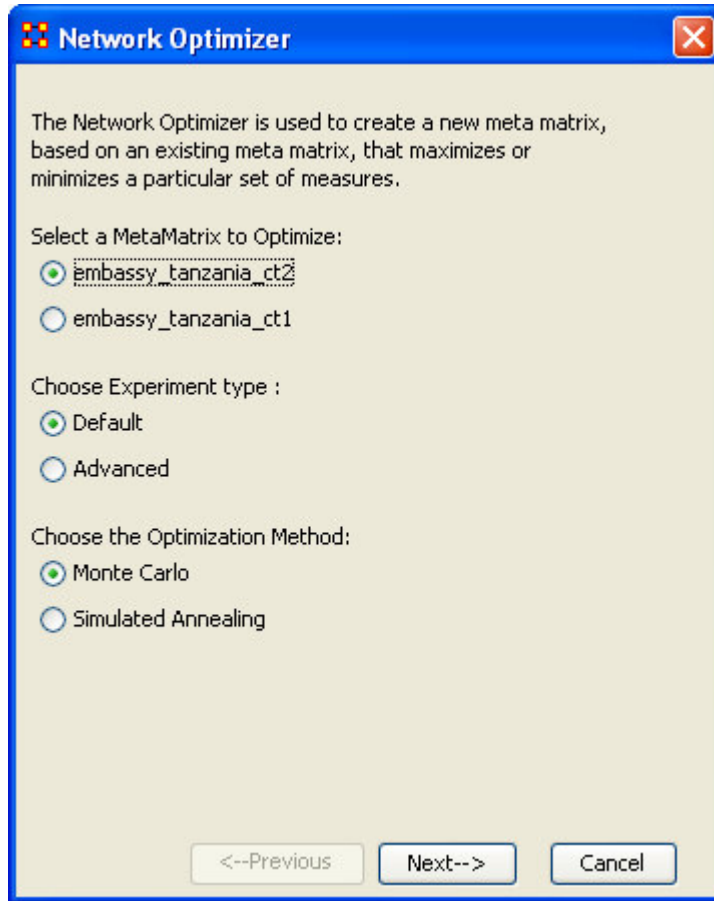 Network Optimizer
The Network Optimizer is used to create a new meta matrix,
based on an existing meta matrix, that maximizes or
minimizes a particular set of measures.
Select a MetaMatrix to Optimize:
embassy_tanzania_ct2
embassy_tanzania_ct1
Choose Experiment type :
Default
Advanced
Choose the Optimization Method:
Monte Carlo
Simulated Annealing
<--Previous Next--> Cancel